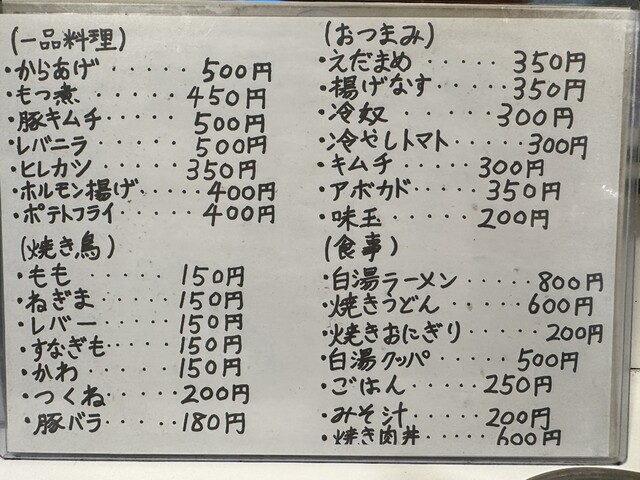 (一品料理)
・からあげ・・・・・500円
・もつ煮・・・・・450円
・豚キムチ・・・・・500円
・レバニラ・・・・・500円
・ヒレカツ・・・・・350円
・ホルモン揚げ・・・・400円
・ポテトフライ・・・・400円
(焼き鳥)
・もも・・・・・150円
・ねぎま・・・・・150円
・レバー・・・・・150円
・すなぎも・・・・150円
・かわ・・・・・150円
・つくね・・・・・200円
・豚バラ・・・・・180円
(おつまみ)
・えだまめ・・・・・350円
・揚げなす・・・・・350円
・冷奴・・・・・・300円
・冷やしトマト・・・・・300円
・キムチ・・・・・300円
・アボカド・・・・・350円
・味玉・・・・・200円
(食事)
・白湯ラーメン・・・・・800円
・焼きうどん・・・・・600円
・焼きおにぎり・・・・・200円
・白湯クッパ・・・・・500円
・ごはん・・・・・250円
・みそ汁・・・・・200円
・焼き肉丼・・・・・600円